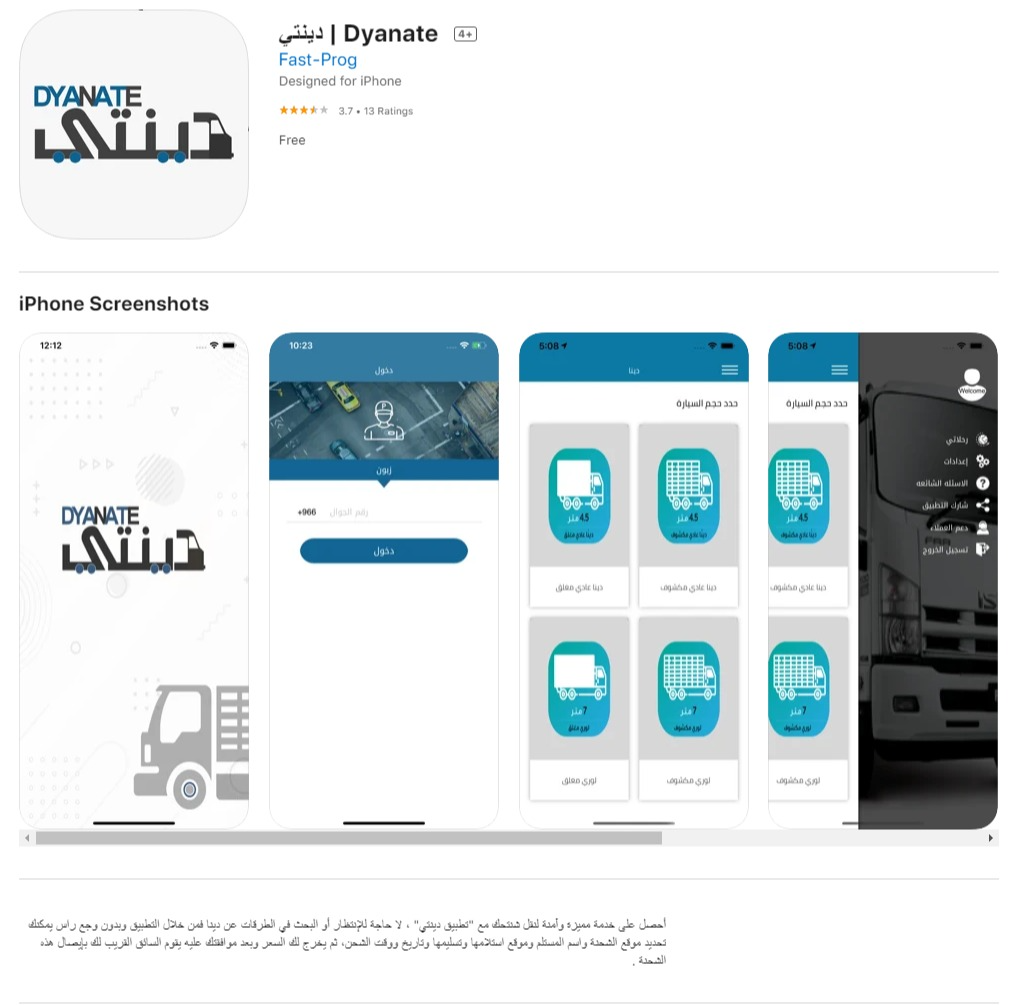 DYANATE
دينتي
دينتي | Dyanate 4+
Fast-Prog
Designed for iPhone
3.7 • 13 Ratings
Free
iPhone Screenshots
12:12
DYANATE
دينتي
10:23
دخول
زبون
+966 رقم الجوال
دخول
5:08
دينا
حدد حجم السيارة
4.5 متر
دينا عادي مكشوف
4.5 متر
دينا عادي مغلق
دينا عادي مكشوف
دينا عادي مغلق
7 متر
لوري مكشوف
7 متر
لوري مغلق
لوري مكشوف
لوري مغلق
5:08
حدد حجم السيارة
4.5 متر
دينا عادي مكشوف
دينا عادي مكشوف
7 متر
لوري مكشوف
لوري مكشوف
Welcome
رحلاتي
إعدادات
الاسئله الشائعه
شارك التطبيق
دعم العملاء
تسجيل الخروج
أحصل على خدمة مميزة وأمنة لنقل شنتحك مع "تطبيق دينتي" ، لا حاجة للإنتظار أو البحث في الطرقات عن دينا فمن خلال التطبيق وبدون وجع راس يمكنك
تحديد موقع الشحنة واسم المستلم وموقع استلامها وتسليمها وتاريخ ووقت الشحن، ثم يخرج لك السعر وبعد موافقتك عليه يقوم السائق القريب لك بإيصال هذه
الشحنة .